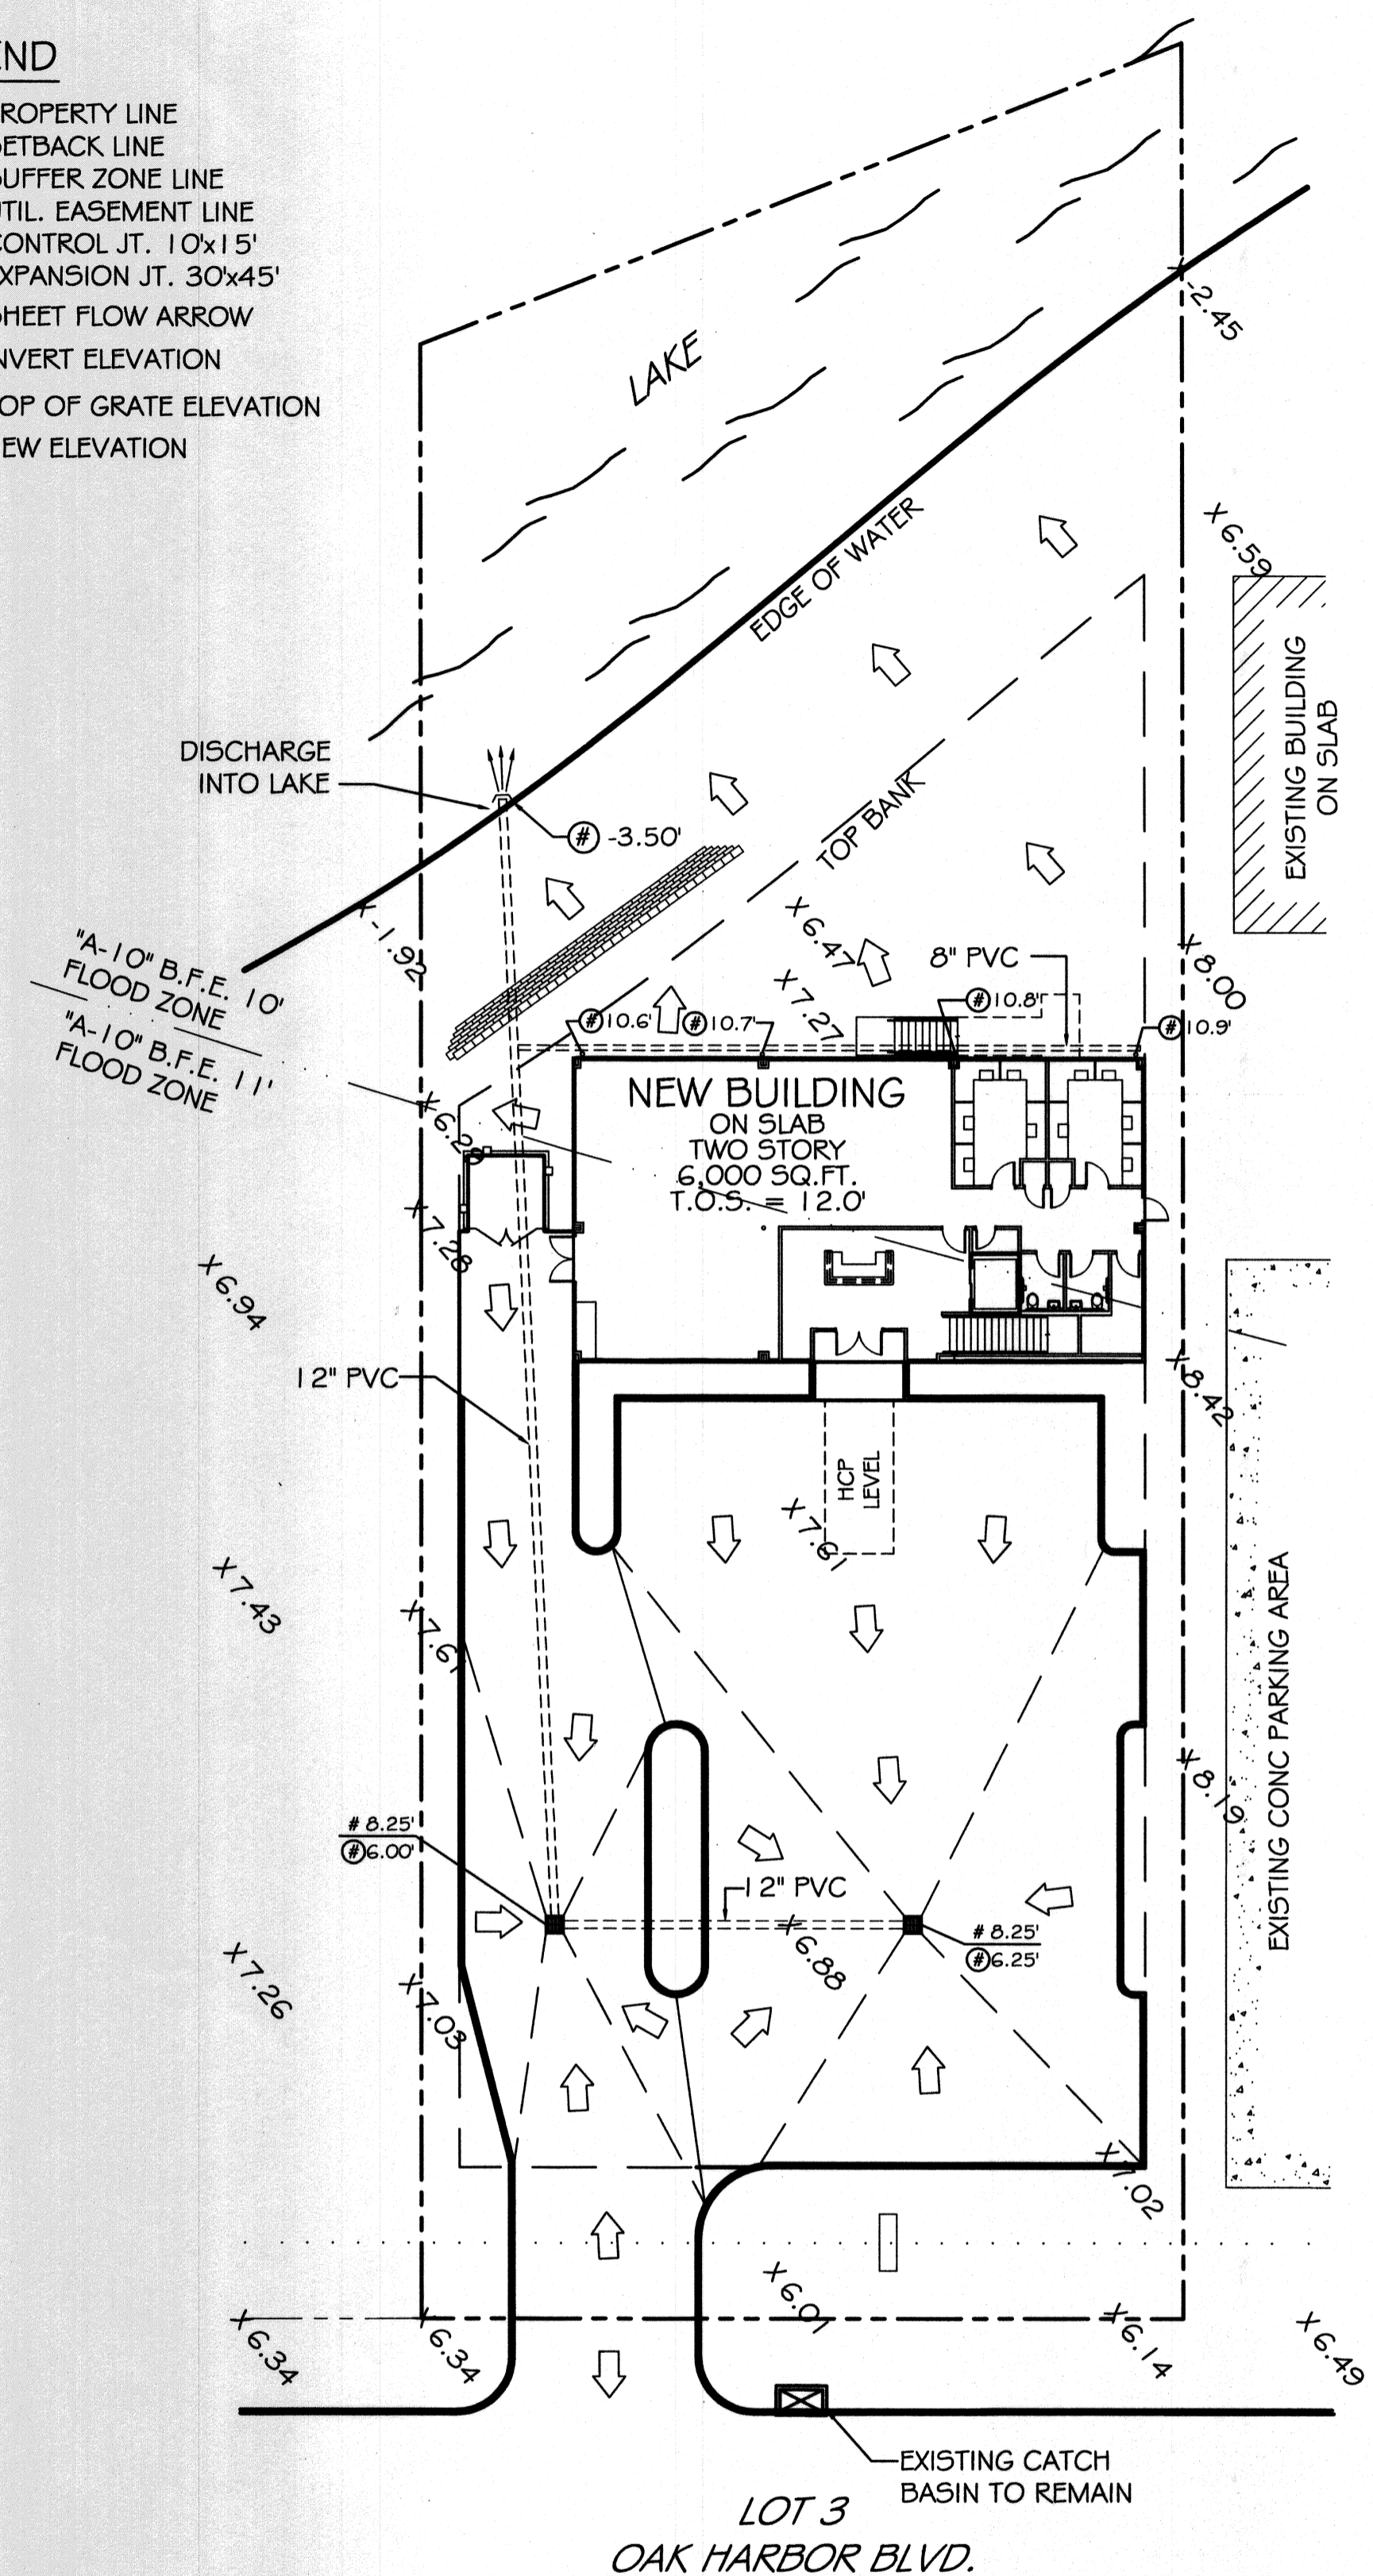 END
ROPERTY LINE
SETBACK LINE
BUFFER ZONE LINE
UTIL. EASEMENT LINE
CONTROL JT. 10'x15'
EXPANSION JT. 30'x45'
SHEET FLOW ARROW
NVERT ELEVATION
OP OF GRATE ELEVATION
EW ELEVATION
LAKE
-2.45
EDGE OF WATER
6.59
EXISTING BUILDING
ON SLAB
DISCHARGE
INTO LAKE
# -3.50'
TOP BANK
-1.92
6.47
7.27
8" PVC
8.00
"A-10" B.F.E. 10'
FLOOD ZONE
"A-10" B.F.E. 11'
FLOOD ZONE
#10.6'
#10.7'
#10.8'
#10.9'
NEW BUILDING
ON SLAB
TWO STORY
6,000 SQ.FT.
T.O.S. = 12.0'
7.28
6.94
12" PVC
8.42
HCP
LEVEL
7.61
7.43
7.61
8.19
EXISTING CONC PARKING AREA
# 8.25'
#6.00'
12" PVC
6.88
# 8.25'
#6.25'
7.26
7.03
7.02
6.01
6.34
6.34
6.14
6.49
EXISTING CATCH
BASIN TO REMAIN
LOT 3
OAK HARBOR BLVD.